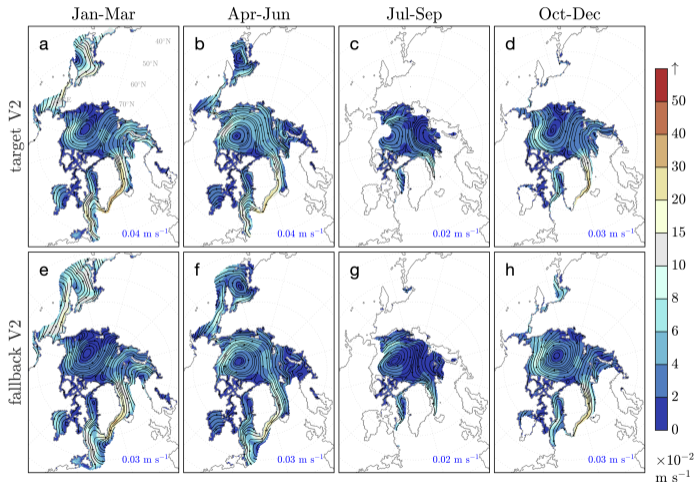 Jan-Mar Apr-Jun Jul-Sep Oct-Dec
target V2
a b c d
40°N
50°N
60°N
70°N
0.04 m s⁻¹ 0.04 m s⁻¹ 0.02 m s⁻¹ 0.03 m s⁻¹
fallback V2
e f g h
0.03 m s⁻¹ 0.03 m s⁻¹ 0.02 m s⁻¹ 0.03 m s⁻¹
↑
50
40
30
20
15
10
8
6
4
2
0
×10⁻²
m s⁻¹